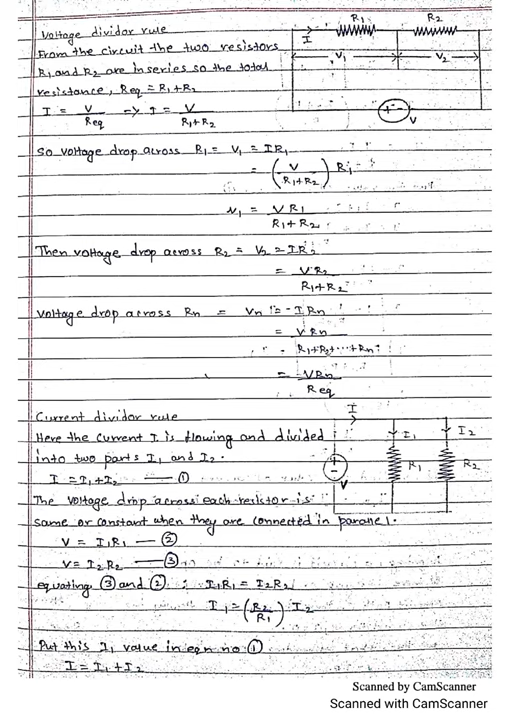 Voltage dividor rule
From the circuit the two resistors
R1 and R2 are in series so the total
resistance, Req = R1+R2
I = V/Req => I = V/R1+R2
R1 R2
I
V1 V2
+ -
V
So voltage drop across R1 = V1 = IR1
= (V/R1+R2) R1
V1 = VR1/R1+R2
Then voltage drop across R2 = V2 = IR2
= VR2/R1+R2
Voltage drop across Rn = Vn = IRn
= VRn/R1+R2+...+Rn
= VRn/Req
Current dividor rule
Here the current I is flowing and divided
into two parts I1 and I2.
I = I1+I2 — ①
The voltage drop across each resistor is
same or constant when they are connected in parallel.
I
I1 I2
+ -
V
R1 R2
V = I1R1 — ②
V = I2R2 — ③
equating ③ and ② : I1R1 = I2R2
I1 = (R2/R1) I2
Put this I1 value in eqn no ①
I = I1+I2
Scanned by CamScanner
Scanned with CamScanner